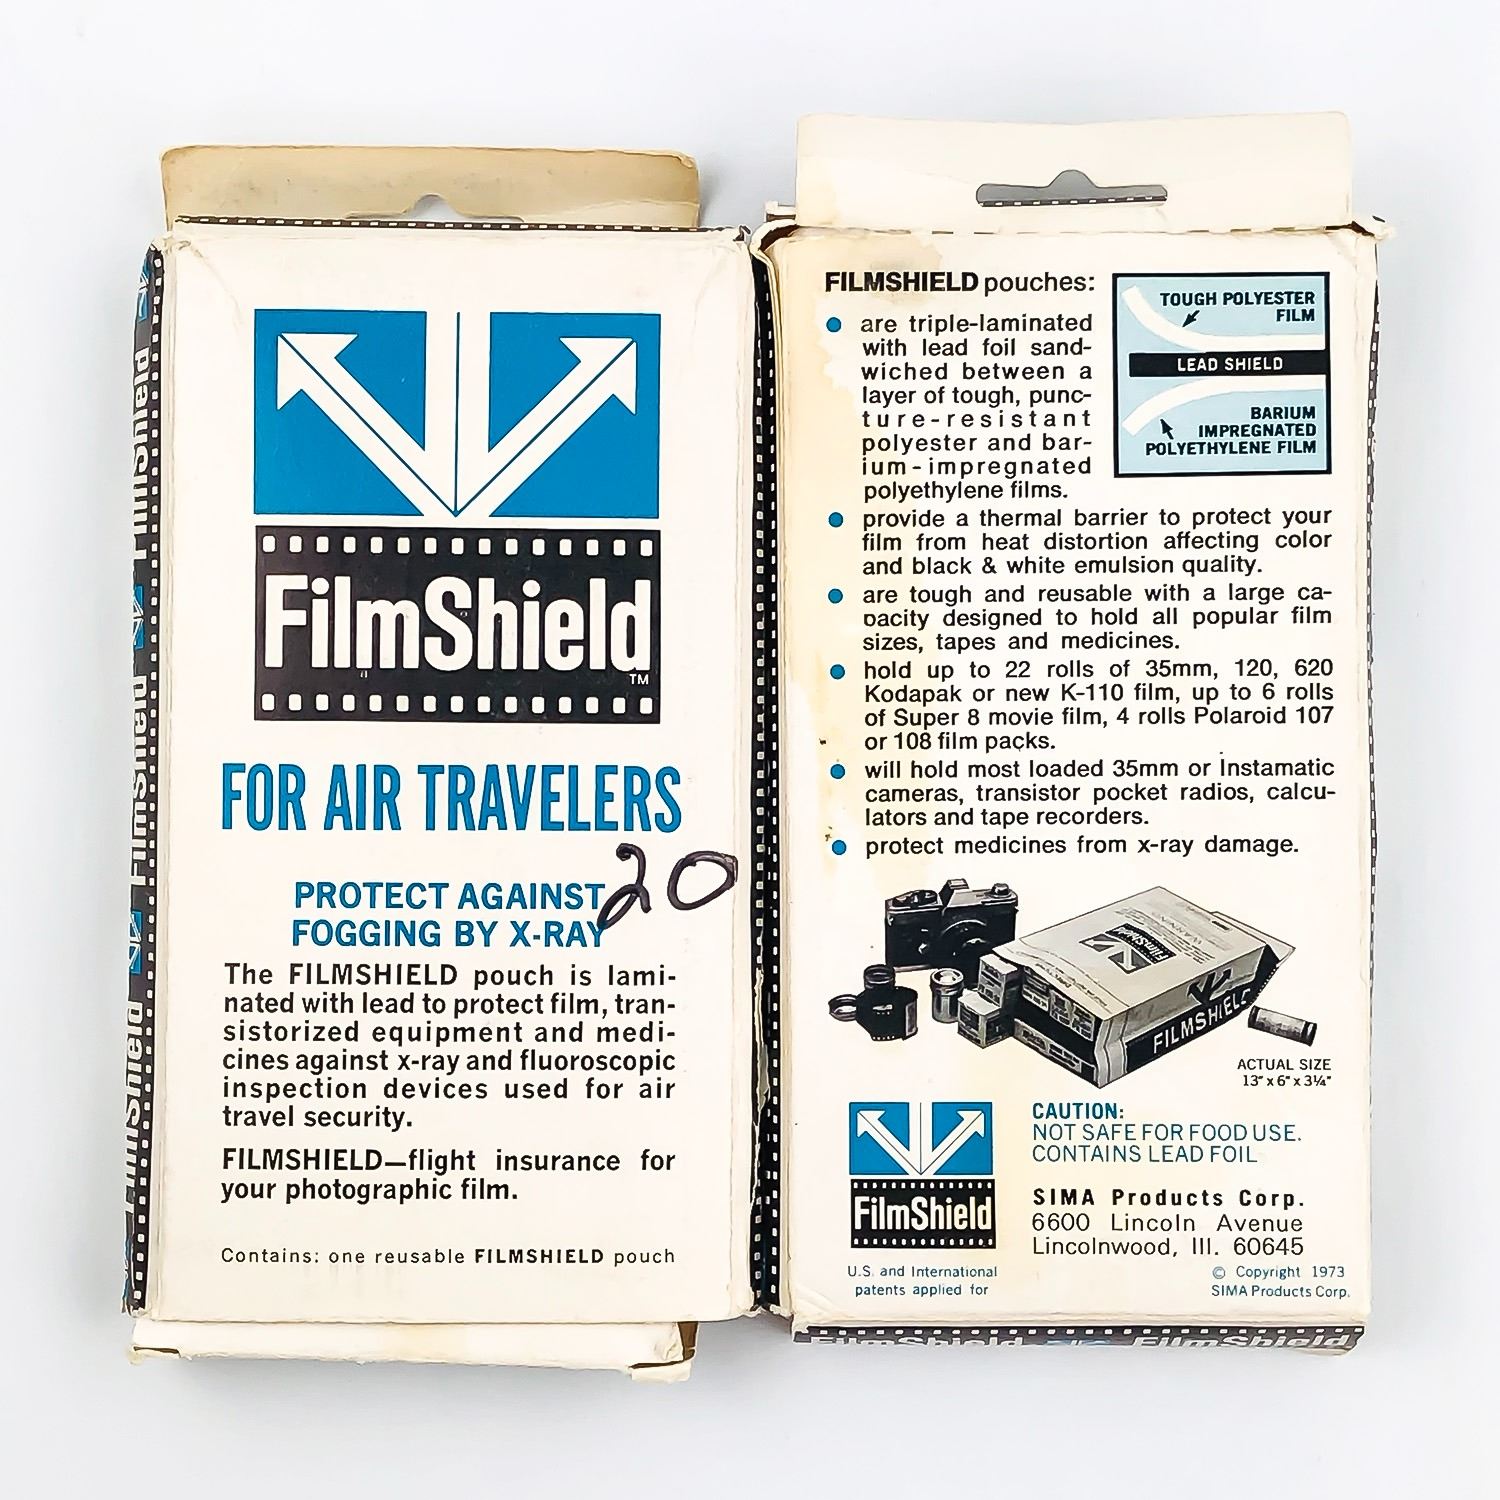 FilmShield
TM
FOR AIR TRAVELERS
20
PROTECT AGAINST
FOGGING BY X-RAY
The FILMSHIELD pouch is lami-
nated with lead to protect film, tran-
sistorized equipment and medi-
cines against x-ray and fluoroscopic
inspection devices used for air
travel security.
FILMSHIELD—flight insurance for
your photographic film.
Contains: one reusable FILMSHIELD pouch
FilmShield
FilmShield
FilmShield
FilmShield
FilmShield
FILMSHIELD pouches:
are triple-laminated
with lead foil sand-
wiched between a
layer of tough, punc-
ture-resistant
polyester and bar-
ium-impregnated
polyethylene films.
TOUGH POLYESTER
FILM
LEAD SHIELD
BARIUM
IMPREGNATED
POLYETHYLENE FILM
provide a thermal barrier to protect your
film from heat distortion affecting color
and black & white emulsion quality.
are tough and reusable with a large ca-
pacity designed to hold all popular film
sizes, tapes and medicines.
hold up to 22 rolls of 35mm, 120, 620
Kodapak or new K-110 film, up to 6 rolls
of Super 8 movie film, 4 rolls Polaroid 107
or 108 film packs.
will hold most loaded 35mm or Instamatic
cameras, transistor pocket radios, calcu-
lators and tape recorders.
protect medicines from x-ray damage.
WARNING
FilmShield
FILMSHIELD
ACTUAL SIZE
13" x 6" x 3¼"
FilmShield
CAUTION:
NOT SAFE FOR FOOD USE.
CONTAINS LEAD FOIL
SIMA Products Corp.
6600 Lincoln Avenue
Lincolnwood, Ill. 60645
U.S. and International
patents applied for
© Copyright 1973
SIMA Products Corp.
FilmShield FilmShield